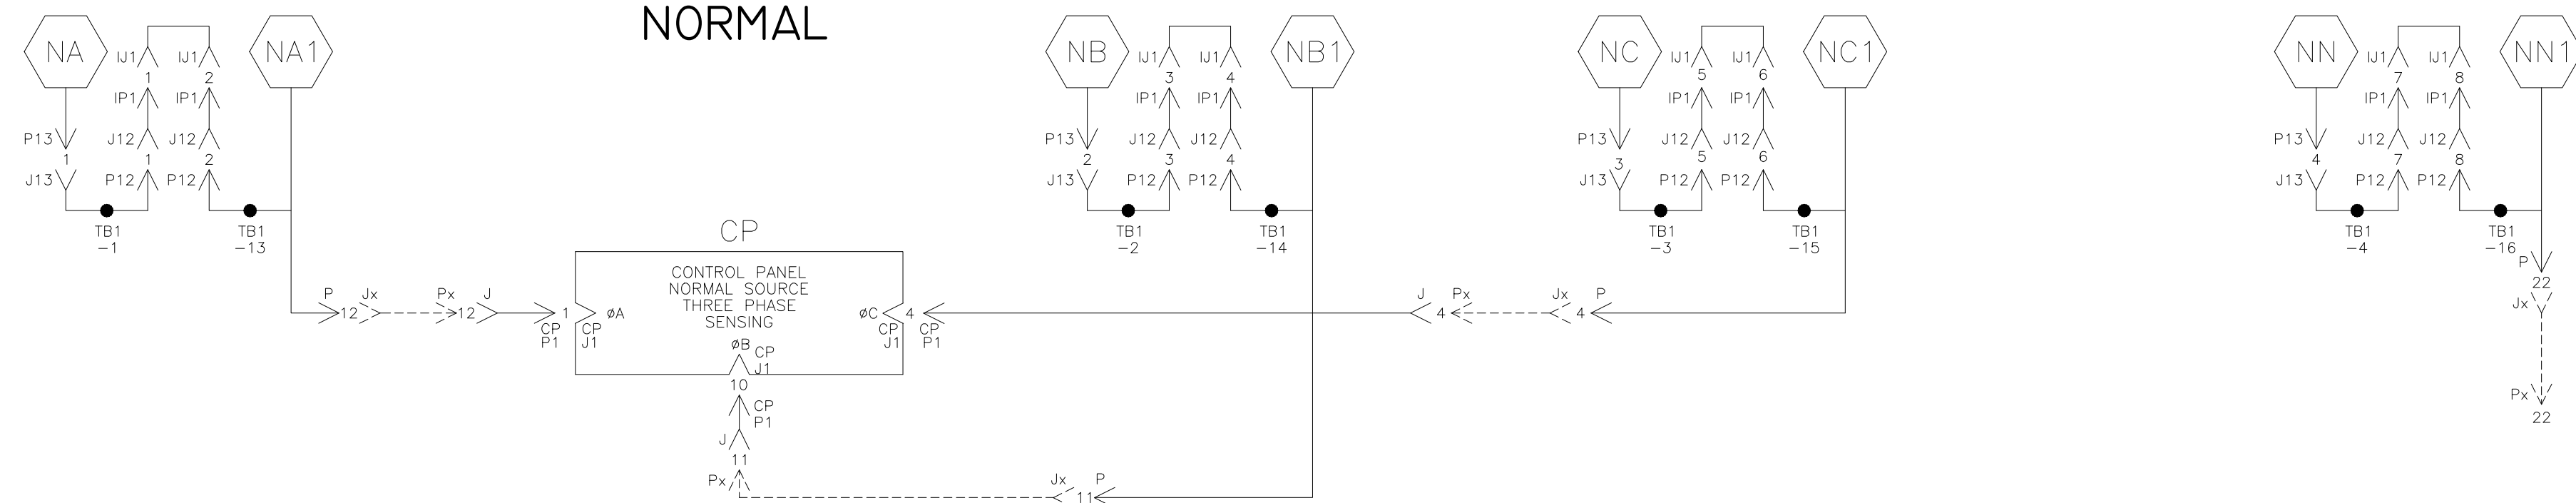 NORMAL
NA
IJ1
1
IP1
J12
1
P12
IJ1
2
IP1
J12
2
P12
NA1
P13
1
J13
TB1
-1
TB1
-13
NB
IJ1
3
IP1
J12
3
P12
IJ1
4
IP1
J12
4
P12
NB1
P13
2
J13
TB1
-2
TB1
-14
NC
IJ1
5
IP1
J12
5
P12
IJ1
6
IP1
J12
6
P12
NC1
P13
3
J13
TB1
-3
TB1
-15
NN
IJ1
7
IP1
J12
7
P12
IJ1
8
IP1
J12
8
P12
NN1
P13
4
J13
TB1
-4
TB1
-16
P
22
Jx
Px
22
CP
CONTROL PANEL
NORMAL SOURCE
THREE PHASE
SENSING
P
12
Jx
Px
12
J
1
CP
P1
CP
J1
øA
øC
CP
J1
4
CP
P1
J
4
Px
Jx
4
P
øB
CP
J1
10
CP
P1
J
11
Px
Jx
11
P